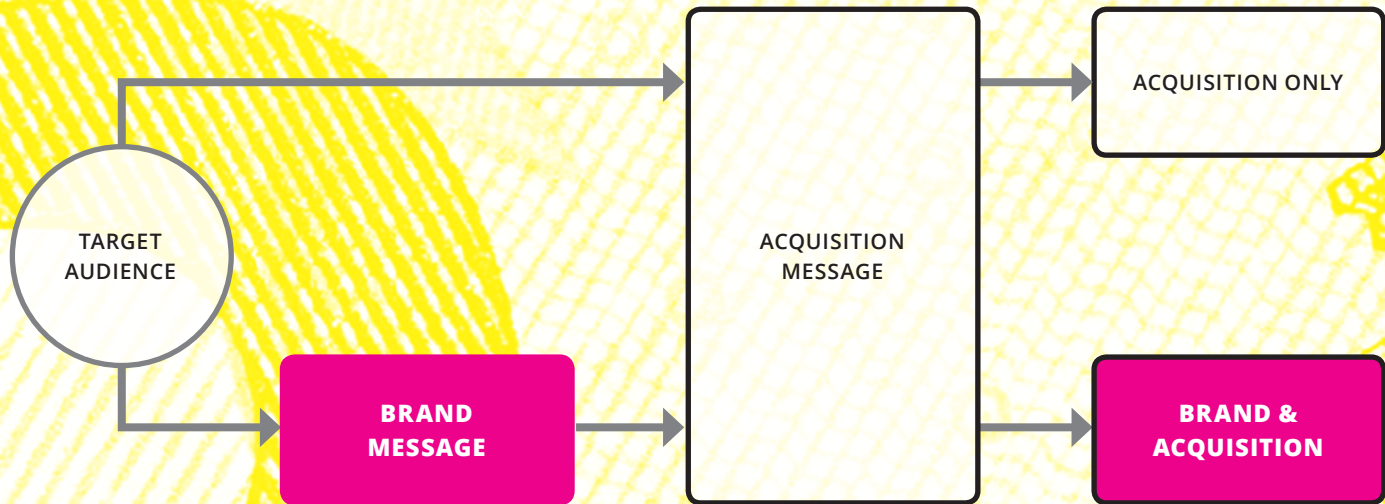 ACQUISITION ONLY
TARGET
AUDIENCE
ACQUISITION
MESSAGE
BRAND
MESSAGE
BRAND &
ACQUISITION